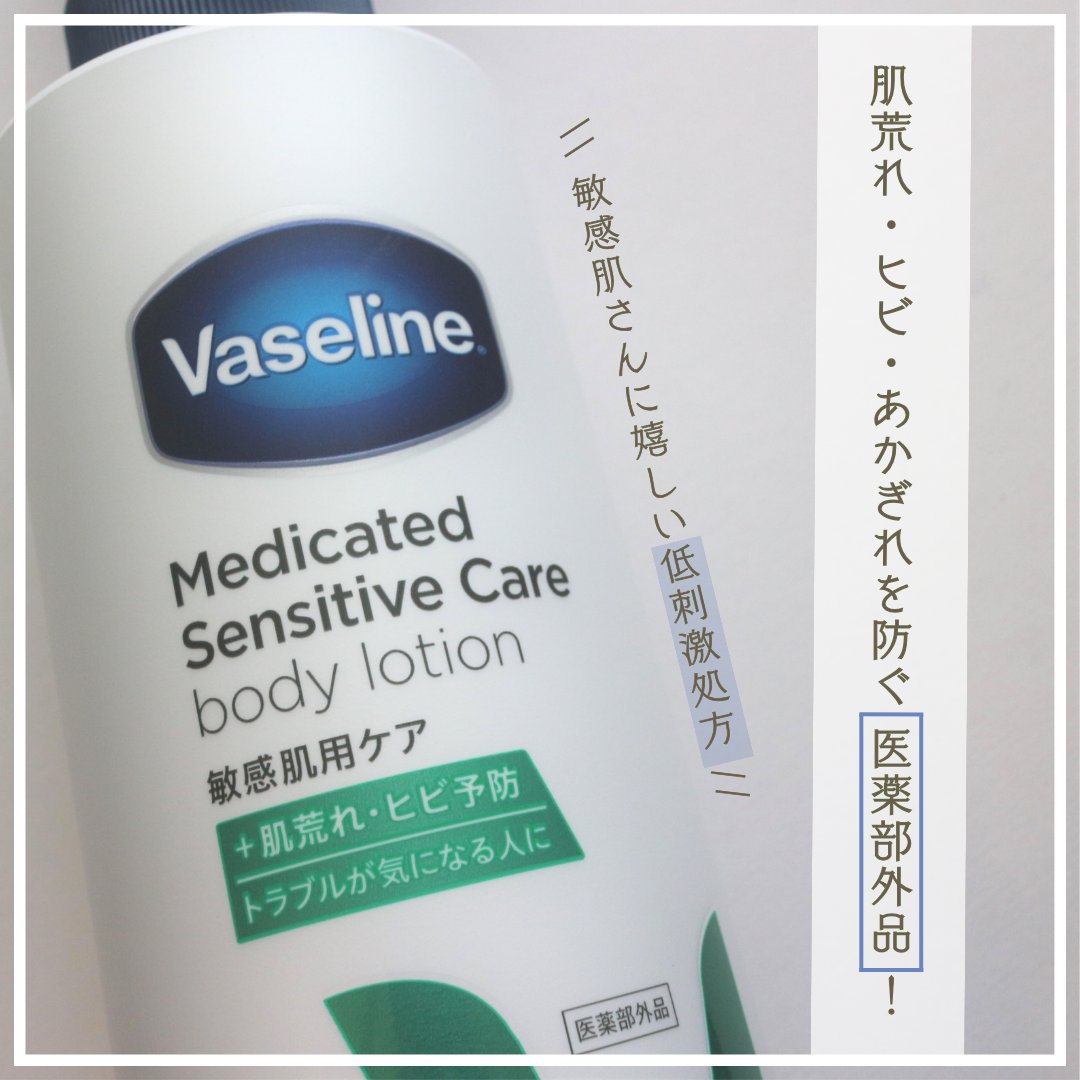 肌荒れ・ヒビ・あかぎれを防ぐ医薬部外品!
敏感肌さんに嬉しい低刺激処方
Vaseline
Medicated
Sensitive Care
body lotion
敏感肌用ケア
+肌荒れ・ヒビ予防
トラブルが気になる人に
医薬部外品